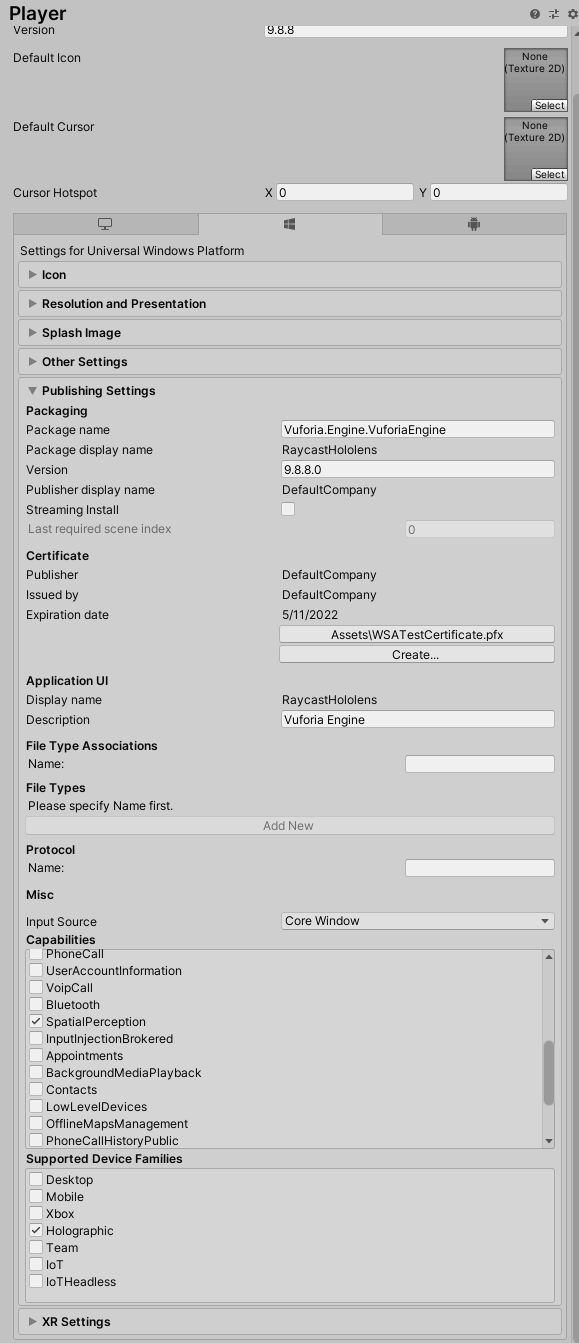 Player
Version 9.8.8
Default Icon
None
(Texture 2D)
Select
Default Cursor
None
(Texture 2D)
Select
Cursor Hotspot X 0 Y 0
Settings for Universal Windows Platform
Icon
Resolution and Presentation
Splash Image
Other Settings
Publishing Settings
Packaging
Package name Vuforia.Engine.VuforiaEngine
Package display name RaycastHololens
Version 9.8.8.0
Publisher display name DefaultCompany
Streaming Install
Last required scene index 0
Certificate
Publisher DefaultCompany
Issued by DefaultCompany
Expiration date 5/11/2022
Assets\WSATestCertificate.pfx
Create...
Application UI
Display name RaycastHololens
Description Vuforia Engine
File Type Associations
Name:
File Types
Please specify Name first.
Add New
Protocol
Name:
Misc
Input Source Core Window
Capabilities
PhoneCall
UserAccountInformation
VoipCall
Bluetooth
SpatialPerception
InputInjectionBrokered
Appointments
BackgroundMediaPlayback
Contacts
LowLevelDevices
OfflineMapsManagement
PhoneCallHistoryPublic
Supported Device Families
Desktop
Mobile
Xbox
Holographic
Team
IoT
IoTHeadless
XR Settings